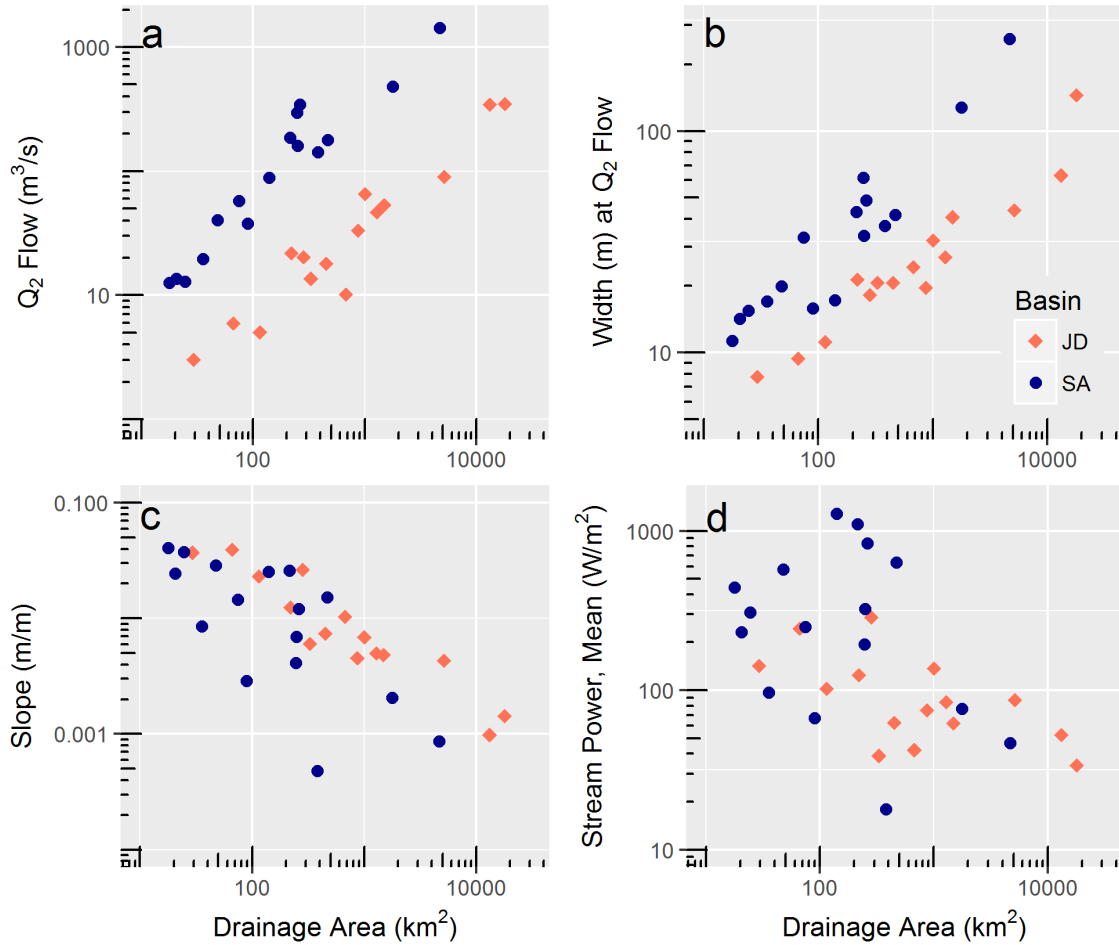 a
1000
10
Q₂ Flow (m³/s)
100
10000
b
100
10
Width (m) at Q₂ Flow
100
10000
Basin
JD
SA
c
0.100
0.001
Slope (m/m)
100
10000
Drainage Area (km²)
d
1000
100
10
Stream Power, Mean (W/m²)
100
10000
Drainage Area (km²)